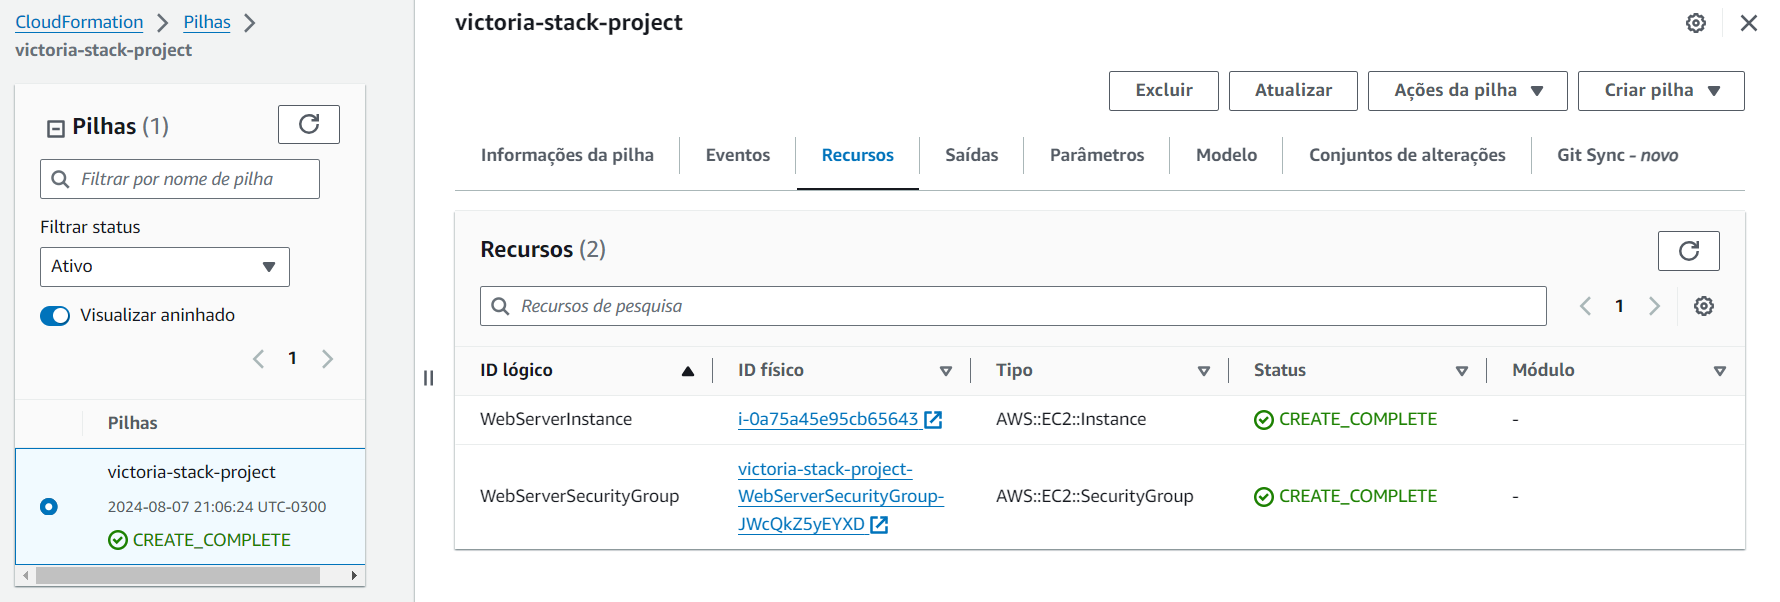 CloudFormation
Pilhas
victoria-stack-project
Pilhas (1)
Filtrar por nome de pilha
Filtrar status
Ativo
Visualizar aninhado
1
Pilhas
victoria-stack-project
2024-08-07 21:06:24 UTC-0300
CREATE_COMPLETE
victoria-stack-project
Excluir
Atualizar
Ações da pilha
Criar pilha
Informações da pilha
Eventos
Recursos
Saídas
Parâmetros
Modelo
Conjuntos de alterações
Git Sync - novo
Recursos (2)
Recursos de pesquisa
1
ID lógico
ID físico
Tipo
Status
Módulo
WebServerInstance
i-0a75a45e95cb65643
AWS::EC2::Instance
CREATE_COMPLETE
-
WebServerSecurityGroup
victoria-stack-project-
WebServerSecurityGroup-
JWcQkZ5yEYXD
AWS::EC2::SecurityGroup
CREATE_COMPLETE
-